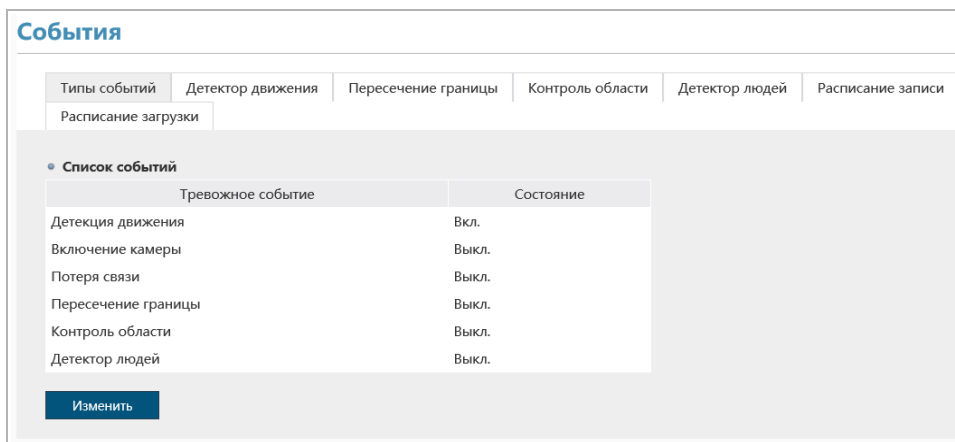 События
Типы событий Детектор движения Пересечение границы Контроль области Детектор людей Расписание записи
Расписание загрузки
Список событий
Тревожное событие Состояние
Детекция движения Вкл.
Включение камеры Выкл.
Потеря связи Выкл.
Пересечение границы Выкл.
Контроль области Выкл.
Детектор людей Выкл.
Изменить